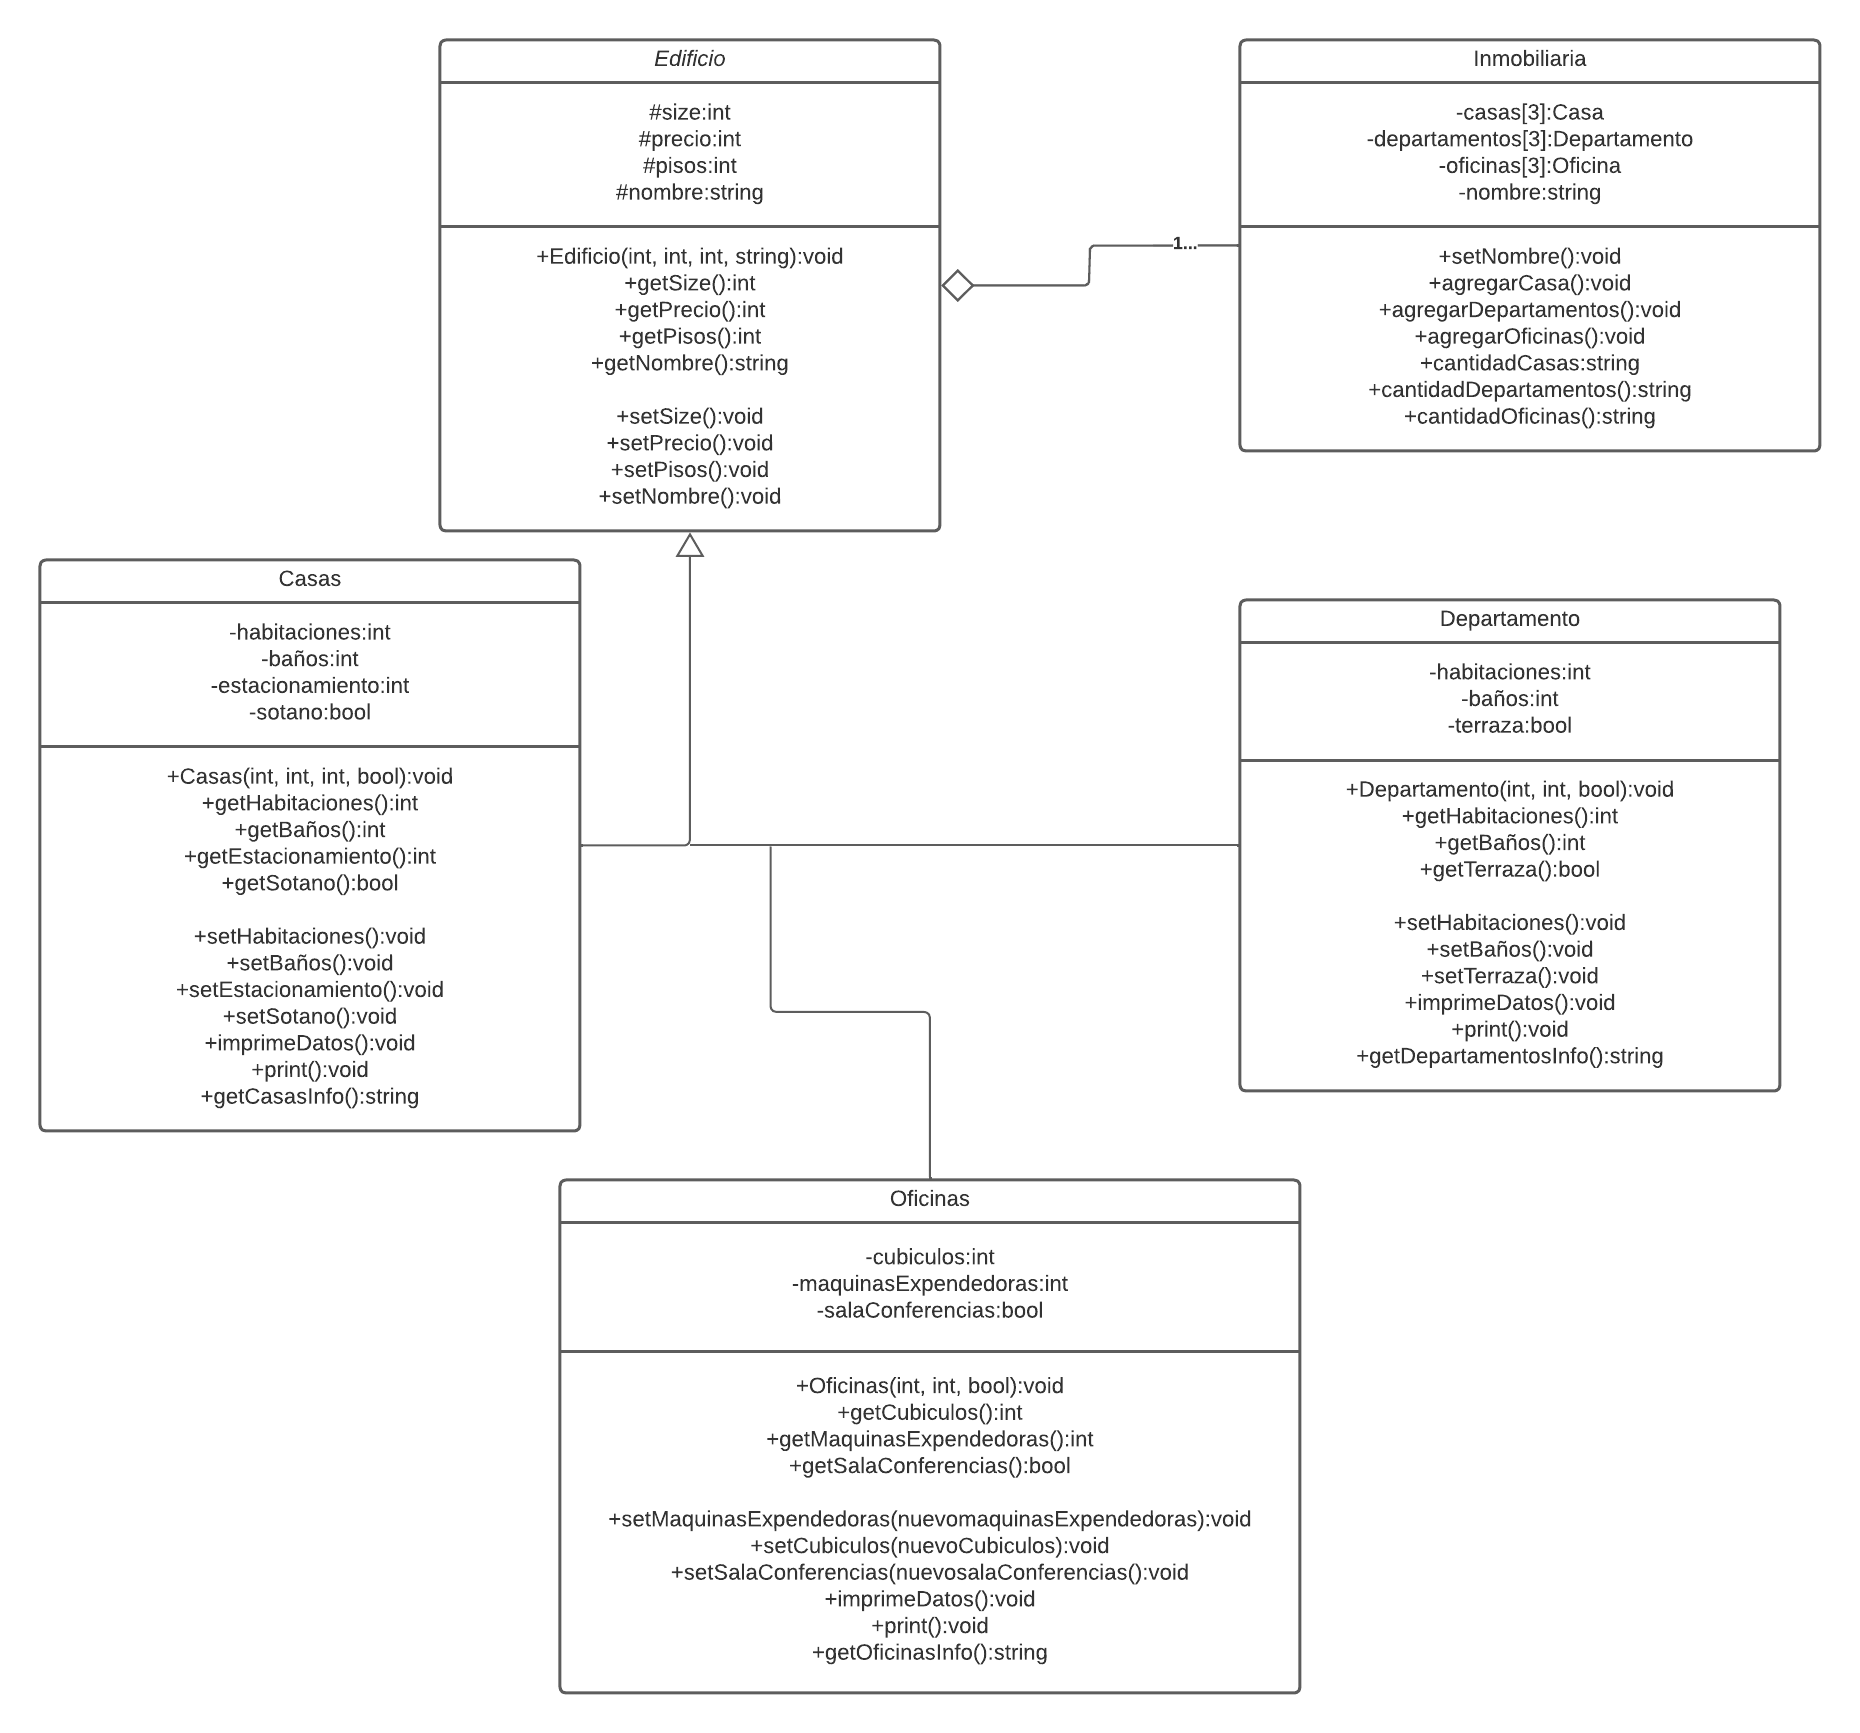 Edificio
#size:int
#precio:int
#pisos:int
#nombre:string
+Edificio(int, int, int, string):void
+getSize():int
+getPrecio():int
+getPisos():int
+getNombre():string
+setSize():void
+setPrecio():void
+setPisos():void
+setNombre():void
1...
Inmobiliaria
-casas[3]:Casa
-departamentos[3]:Departamento
-oficinas[3]:Oficina
-nombre:string
+setNombre():void
+agregarCasa():void
+agregarDepartamentos():void
+agregarOficinas():void
+cantidadCasas:string
+cantidadDepartamentos():string
+cantidadOficinas():string
Casas
-habitaciones:int
-baños:int
-estacionamiento:int
-sotano:bool
+Casas(int, int, int, bool):void
+getHabitaciones():int
+getBaños():int
+getEstacionamiento():int
+getSotano():bool
+setHabitaciones():void
+setBaños():void
+setEstacionamiento():void
+setSotano():void
+imprimeDatos():void
+print():void
+getCasasInfo():string
Departamento
-habitaciones:int
-baños:int
-terraza:bool
+Departamento(int, int, bool):void
+getHabitaciones():int
+getBaños():int
+getTerraza():bool
+setHabitaciones():void
+setBaños():void
+setTerraza():void
+imprimeDatos():void
+print():void
+getDepartamentosInfo():string
Oficinas
-cubiculos:int
-maquinasExpendedoras:int
-salaConferencias:bool
+Oficinas(int, int, bool):void
+getCubiculos():int
+getMaquinasExpendedoras():int
+getSalaConferencias():bool
+setMaquinasExpendedoras(nuevomaquinasExpendedoras):void
+setCubiculos(nuevoCubiculos):void
+setSalaConferencias(nuevosalaConferencias():void
+imprimeDatos():void
+print():void
+getOficinasInfo():string